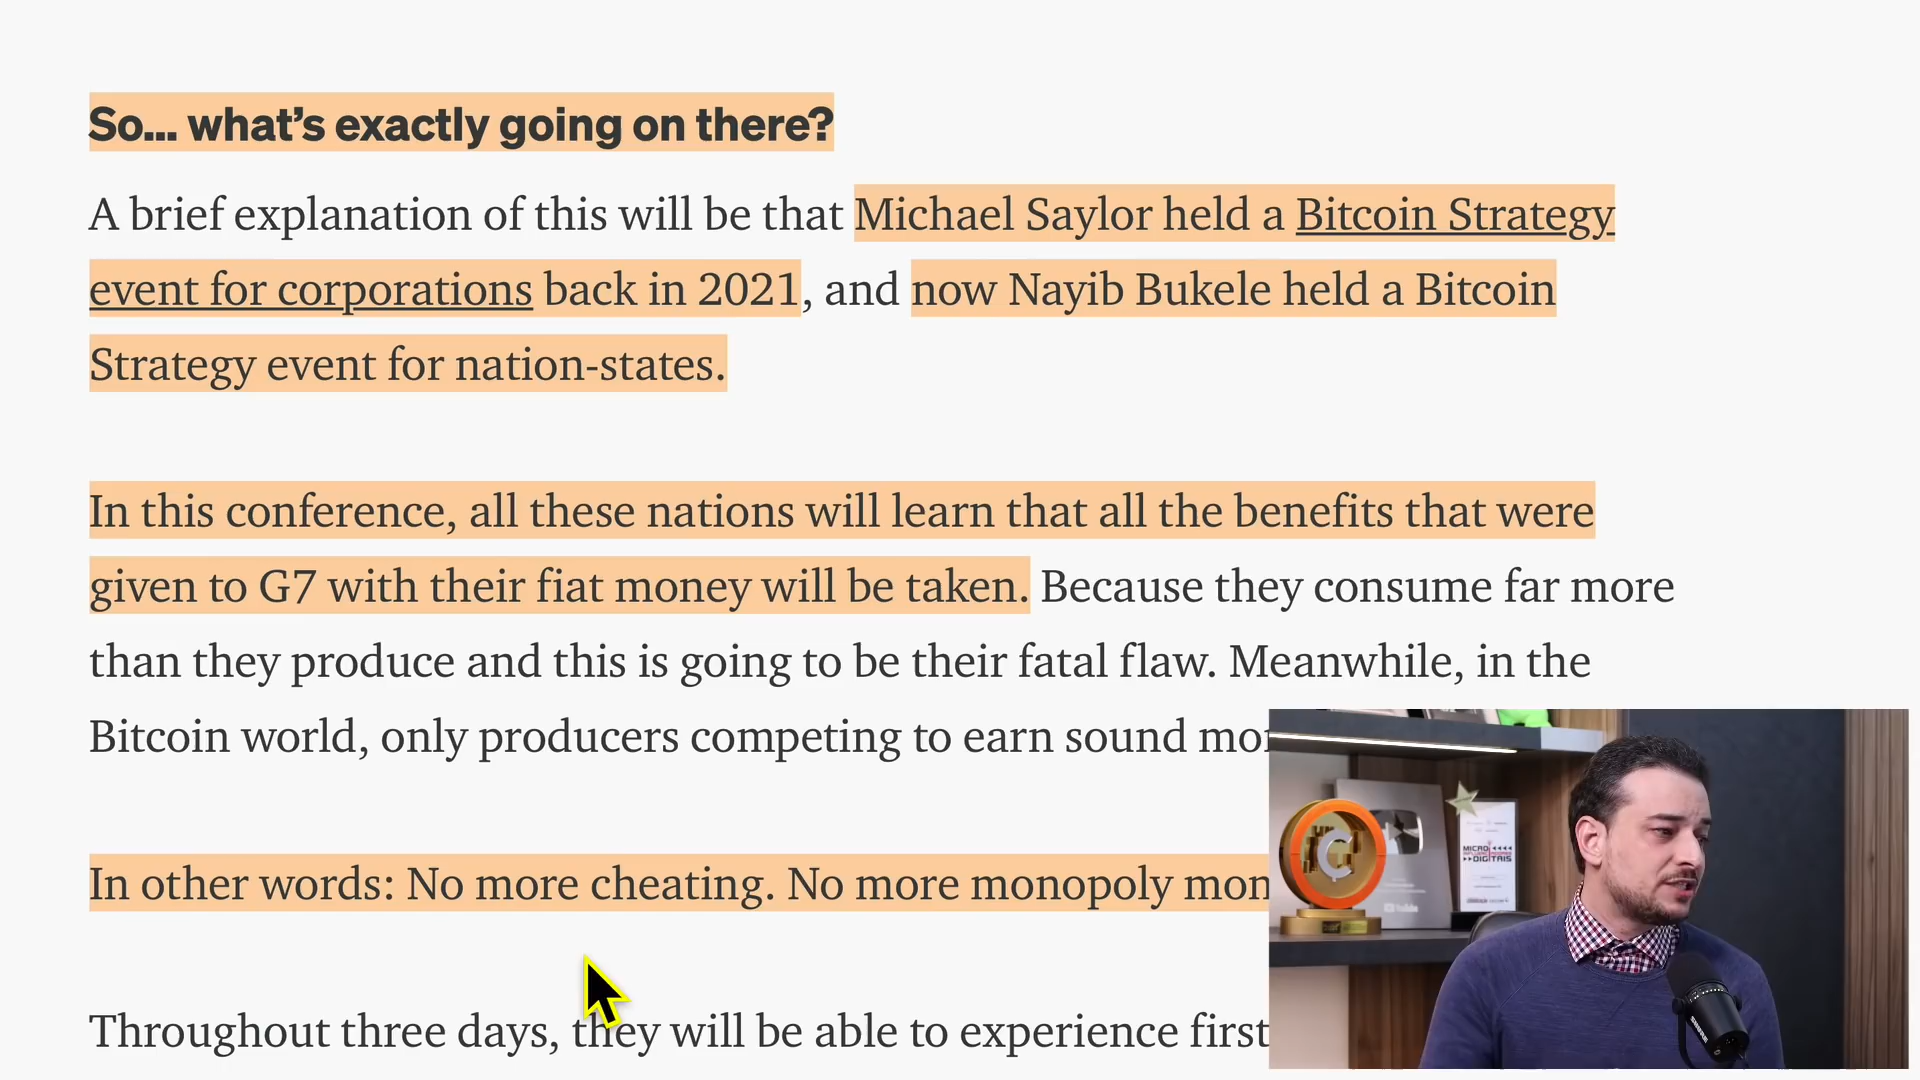 So... what’s exactly going on there?
A brief explanation of this will be that Michael Saylor held a Bitcoin Strategy
event for corporations back in 2021, and now Nayib Bukele held a Bitcoin
Strategy event for nation-states.
In this conference, all these nations will learn that all the benefits that were
given to G7 with their fiat money will be taken. Because they consume far more
than they produce and this is going to be their fatal flaw. Meanwhile, in the
Bitcoin world, only producers competing to earn sound
In other words: No more cheating. No more monopoly
Throughout three days, they will be able to experience first
MICRO
DIGITAIS
YouTube